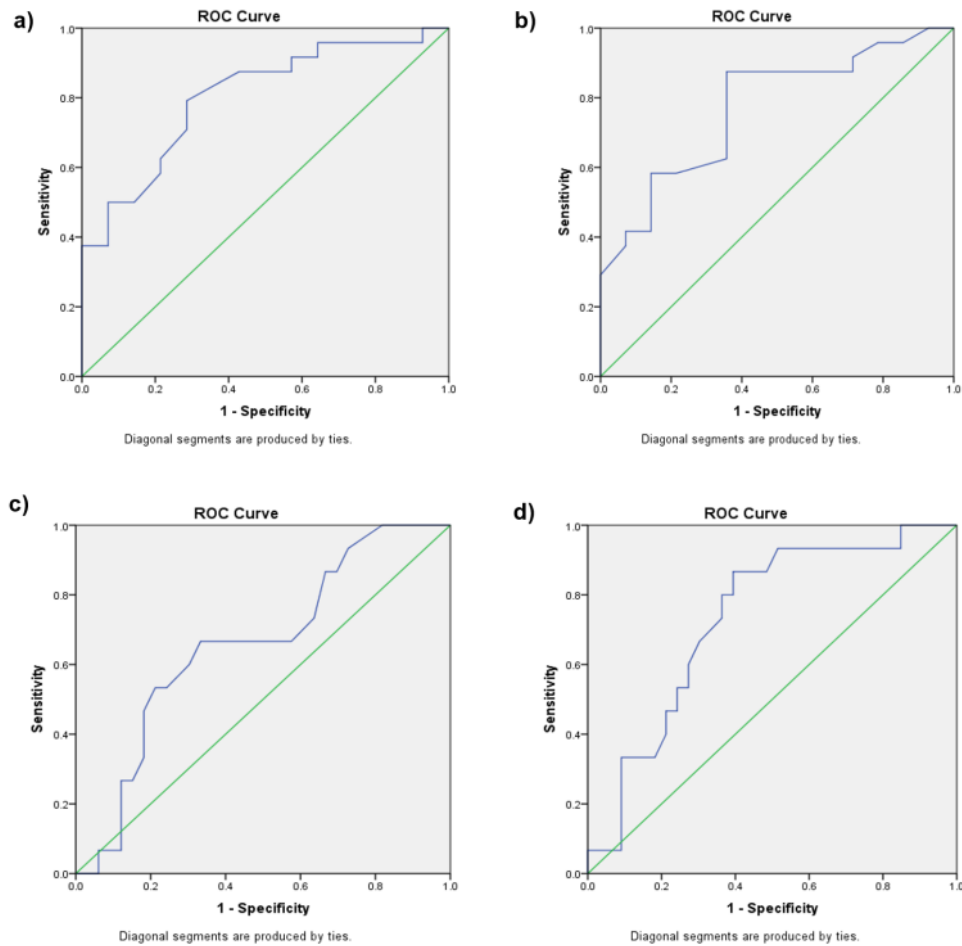 a)
ROC Curve
Sensitivity
1.0
0.8
0.6
0.4
0.2
0.0
0.0 0.2 0.4 0.6 0.8 1.0
1 - Specificity
Diagonal segments are produced by ties.
b)
ROC Curve
Sensitivity
1.0
0.8
0.6
0.4
0.2
0.0
0.0 0.2 0.4 0.6 0.8 1.0
1 - Specificity
Diagonal segments are produced by ties.
c)
ROC Curve
Sensitivity
1.0
0.8
0.6
0.4
0.2
0.0
0.0 0.2 0.4 0.6 0.8 1.0
1 - Specificity
Diagonal segments are produced by ties.
d)
ROC Curve
Sensitivity
1.0
0.8
0.6
0.4
0.2
0.0
0.0 0.2 0.4 0.6 0.8 1.0
1 - Specificity
Diagonal segments are produced by ties.